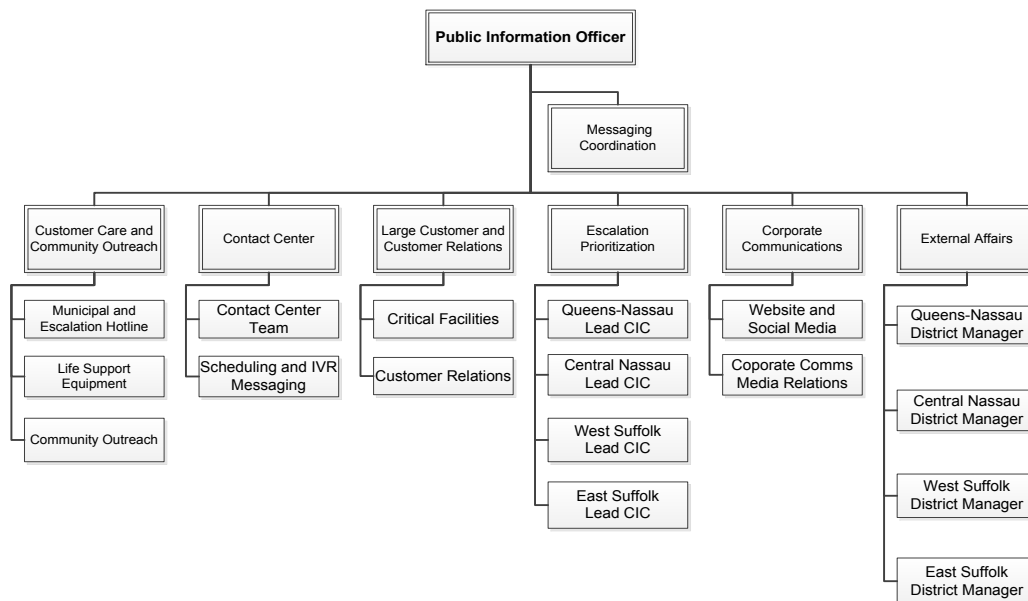 Public Information Officer
Messaging
Coordination
Customer Care and
Community Outreach
Contact Center
Large Customer and
Customer Relations
Escalation
Prioritization
Corporate
Communications
External Affairs
Municipal and
Escalation Hotline
Life Support
Equipment
Community Outreach
Contact Center
Team
Scheduling and IVR
Messaging
Critical Facilities
Customer Relations
Queens-Nassau
Lead CIC
Central Nassau
Lead CIC
West Suffolk
Lead CIC
East Suffolk
Lead CIC
Website and
Social Media
Coporate Comms
Media Relations
Queens-Nassau
District Manager
Central Nassau
District Manager
West Suffolk
District Manager
East Suffolk
District Manager